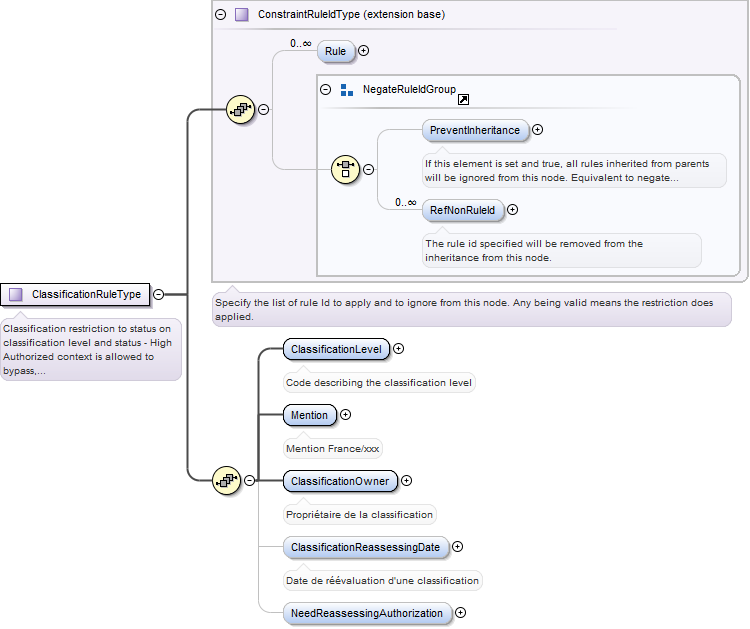 ConstraintRuleIdType (extension base)
0..∞
Rule
NegateRuleIdGroup
PreventInheritance
If this element is set and true, all rules inherited from parents
will be ignored from this node. Equivalent to negate...
0..∞
RefNonRuleId
The rule id specified will be removed from the
inheritance from this node.
ClassificationRuleType
Classification restriction to status on
classification level and status - High
Authorized context is allowed to
bypass,...
Specify the list of rule Id to apply and to ignore from this node. Any being valid means the restriction does
applied.
ClassificationLevel
Code describing the classification level
Mention
Mention France/xxx
ClassificationOwner
Propriétaire de la classification
ClassificationReassessingDate
Date de réévaluation d'une classification
NeedReassessingAuthorization